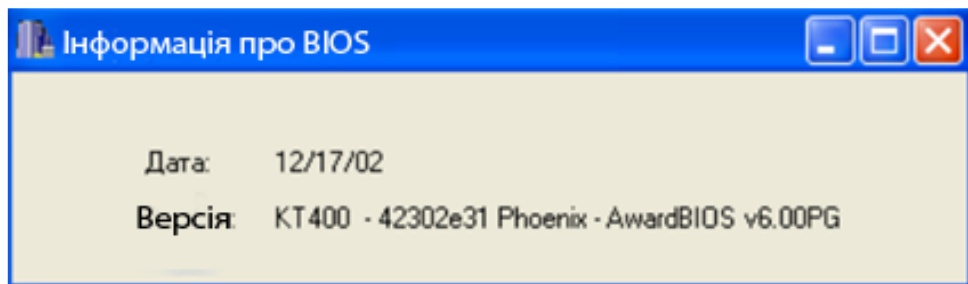 Інформація про BIOS
Дата: 12/17/02
Версія: KT400 - 42302e31 Phoenix - AwardBIOS v6.00PG